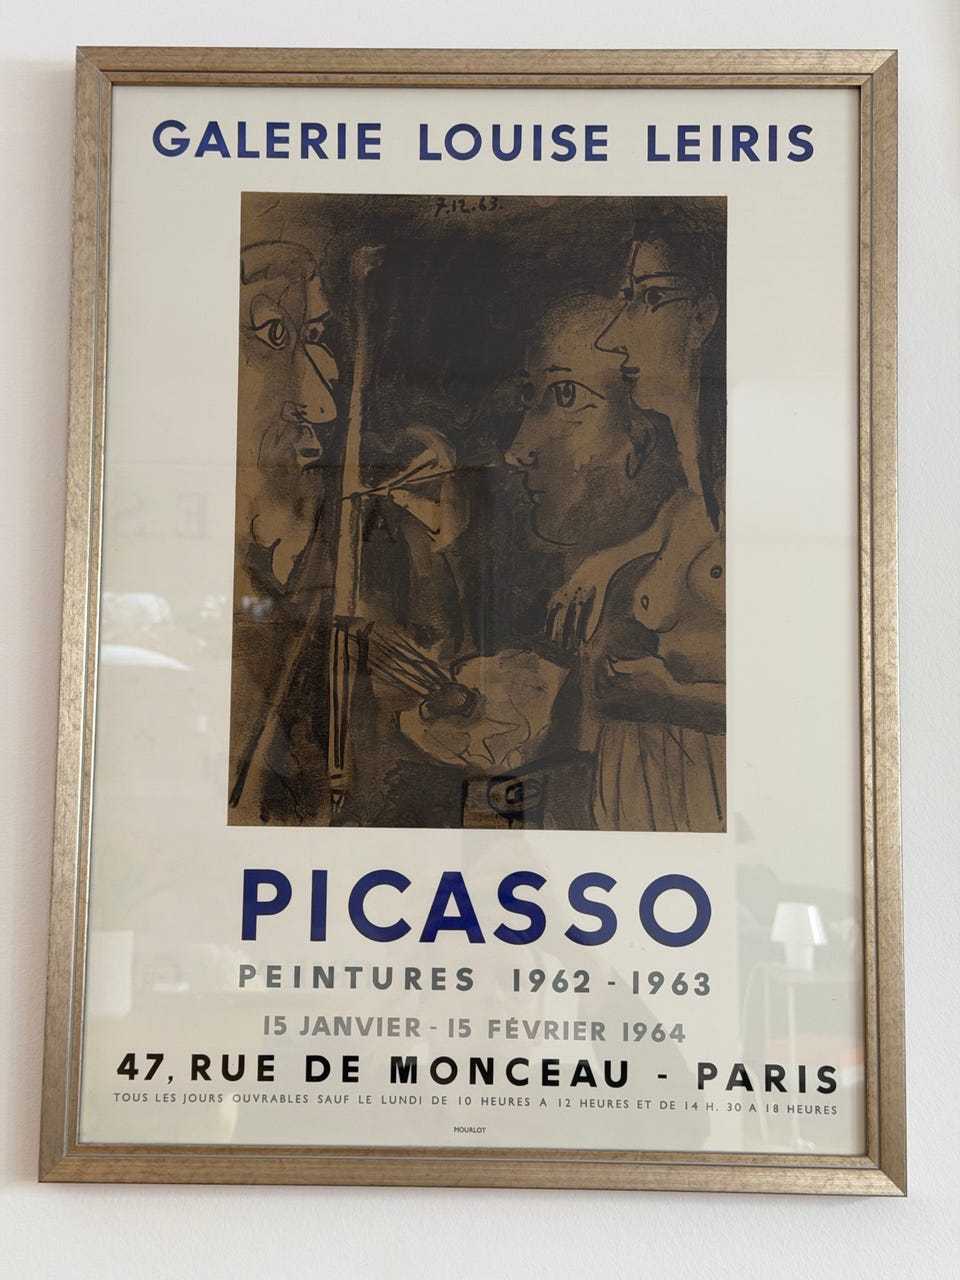 GALERIE LOUISE LEIRIS
7.12.63.
PICASSO
PEINTURES 1962 - 1963
15 JANVIER - 15 FÉVRIER 1964
47, RUE DE MONCEAU - PARIS
TOUS LES JOURS OUVRABLES SAUF LE LUNDI DE 10 HEURES A 12 HEURES ET DE 14 H. 30 A 18 HEURES
MOURLOT